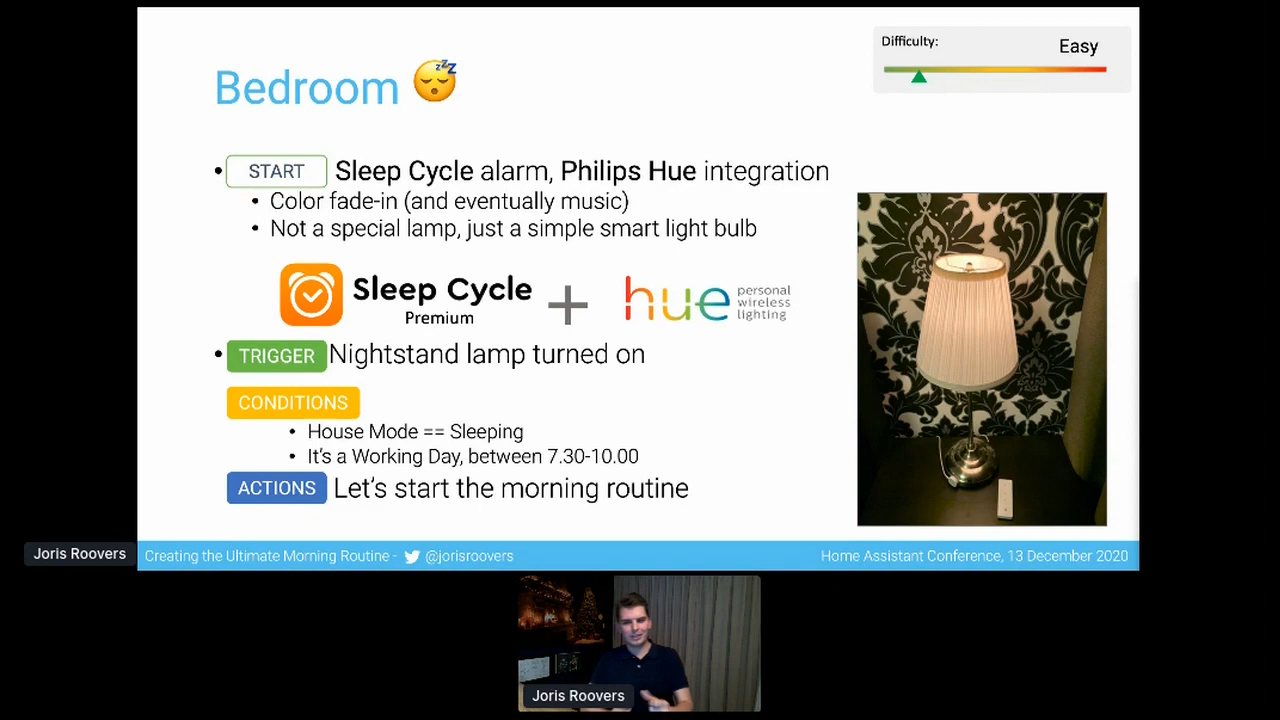 Difficulty:
Easy
Bedroom
START Sleep Cycle alarm, Philips Hue integration
Color fade-in (and eventually music)
Not a special lamp, just a simple smart light bulb
Sleep Cycle
Premium
+
hue personal
wireless
lighting
TRIGGER Nightstand lamp turned on
CONDITIONS
House Mode == Sleeping
It's a Working Day, between 7.30-10.00
ACTIONS Let's start the morning routine
Joris Roovers
Creating the Ultimate Morning Routine - @jorisroovers
Home Assistant Conference, 13 December 2020
Joris Roovers